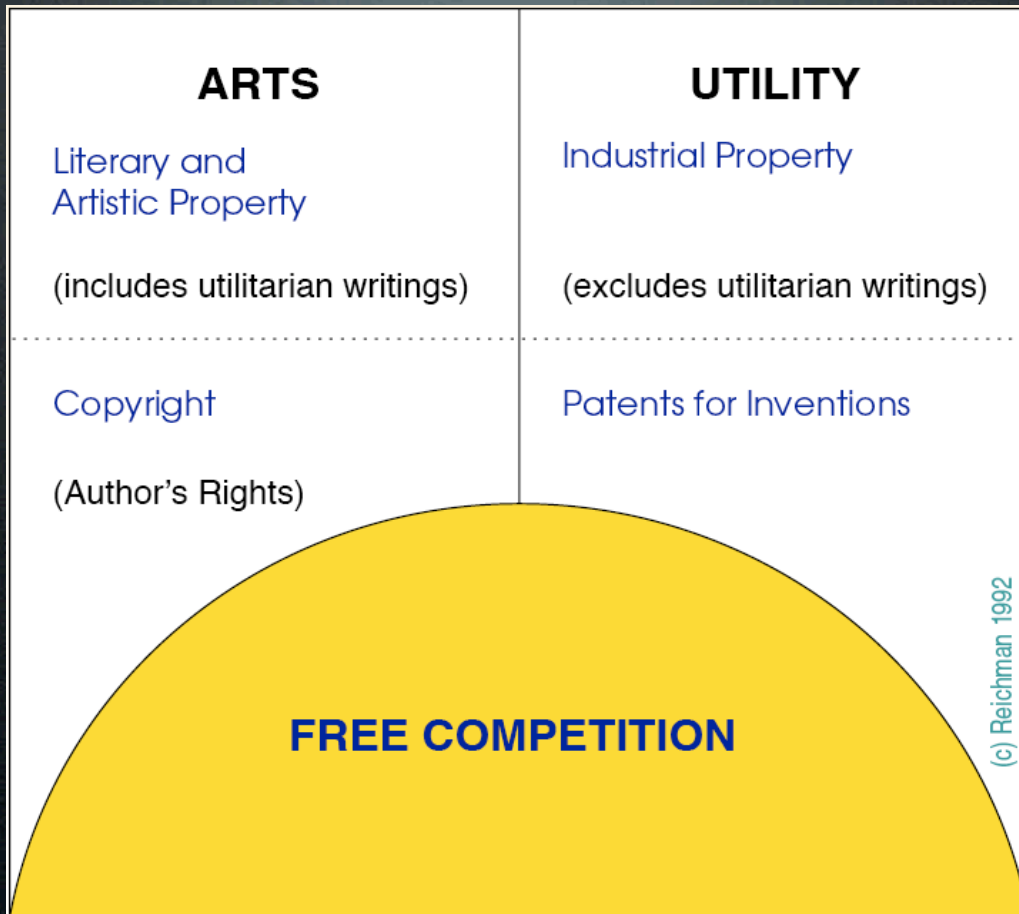 ARTS
Literary and
Artistic Property
(includes utilitarian writings)
Copyright
(Author's Rights)
UTILITY
Industrial Property
(excludes utilitarian writings)
Patents for Inventions
FREE COMPETITION
(c) Reichman 1992